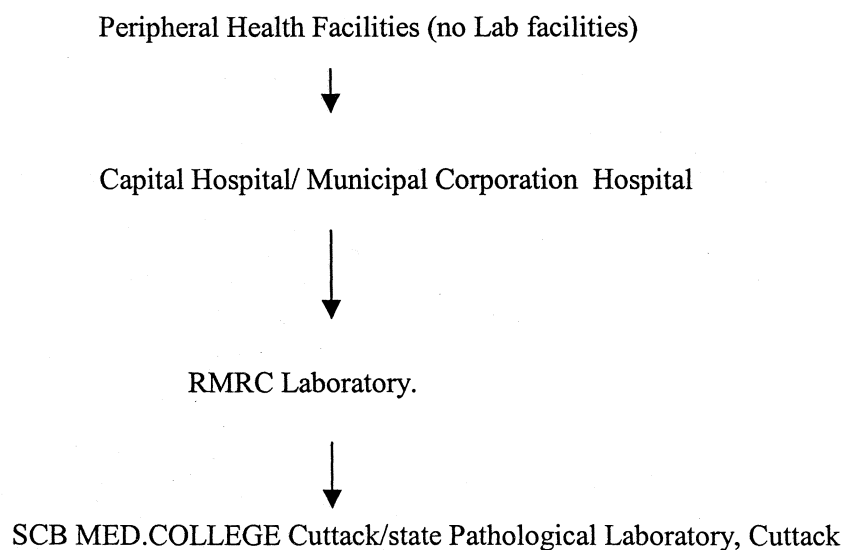 Peripheral Health Facilities (no Lab facilities)
Capital Hospital/ Municipal Corporation Hospital
RMRC Laboratory.
SCB MED.COLLEGE Cuttack/state Pathological Laboratory, Cuttack